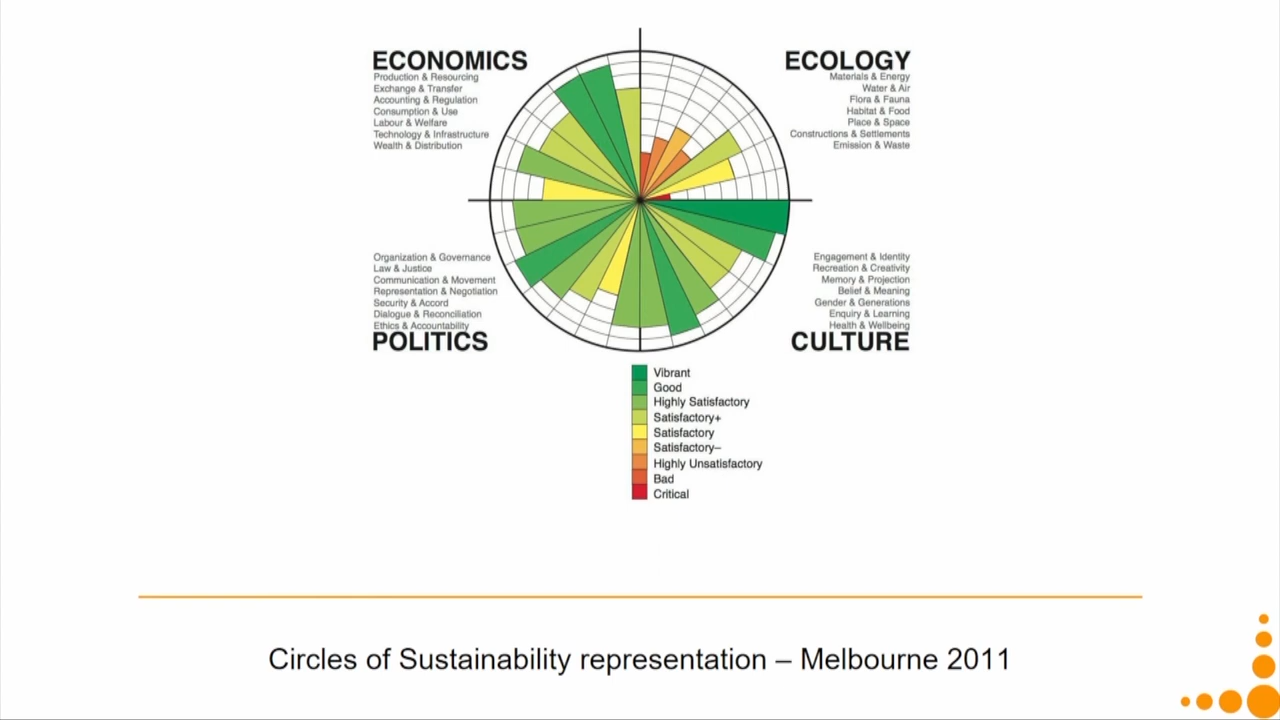 ECONOMICS
Production & Resourcing
Exchange & Transfer
Accounting & Regulation
Consumption & Use
Labour & Welfare
Technology & Infrastructure
Wealth & Distribution
ECOLOGY
Materials & Energy
Water & Air
Flora & Fauna
Habitat & Food
Place & Space
Constructions & Settlements
Emission & Waste
Organization & Governance
Law & Justice
Communication & Movement
Representation & Negotiation
Security & Accord
Dialogue & Reconciliation
Ethics & Accountability
POLITICS
Engagement & Identity
Recreation & Creativity
Memory & Projection
Belief & Meaning
Gender & Generations
Enquiry & Learning
Health & Wellbeing
CULTURE
Vibrant
Good
Highly Satisfactory
Satisfactory+
Satisfactory
Satisfactory–
Highly Unsatisfactory
Bad
Critical
Circles of Sustainability representation – Melbourne 2011